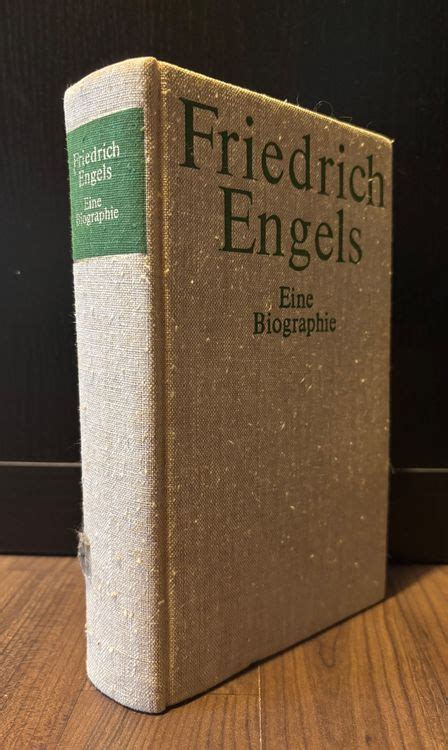 Friedrich
Engels
Eine
Biographie
Friedrich
Engels
Eine
Biographie